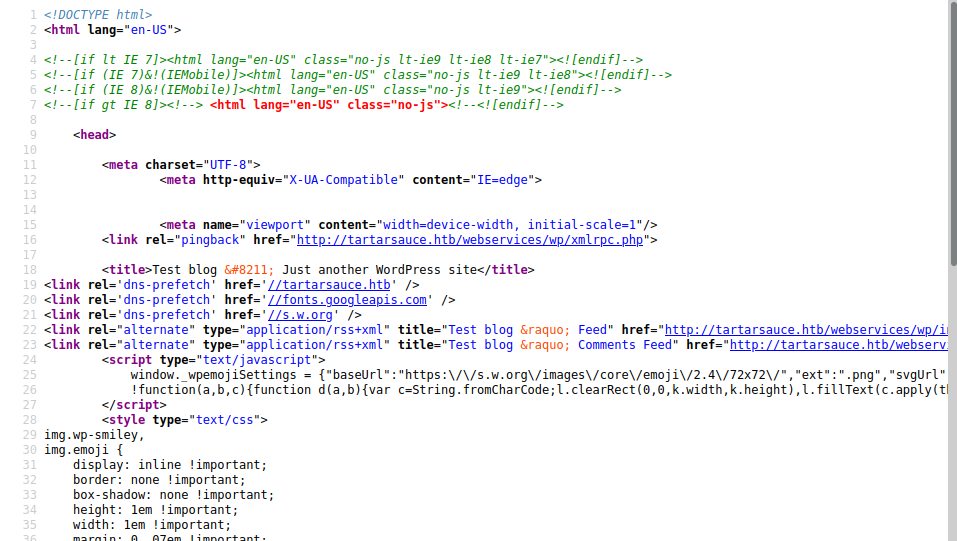 1 <!DOCTYPE html>
2 <html lang="en-US">
3
4 <!--[if lt IE 7]><html lang="en-US" class="no-js lt-ie9 lt-ie8 lt-ie7"><![endif]-->
5 <!--[if (IE 7)&!(IEMobile)]><html lang="en-US" class="no-js lt-ie9 lt-ie8"><![endif]-->
6 <!--[if (IE 8)&!(IEMobile)]><html lang="en-US" class="no-js lt-ie9"><![endif]-->
7 <!--[if gt IE 8]><!--> <html lang="en-US" class="no-js"><!--<![endif]-->
8
9 <head>
10
11 <meta charset="UTF-8">
12 <meta http-equiv="X-UA-Compatible" content="IE=edge">
13
14
15 <meta name="viewport" content="width=device-width, initial-scale=1"/>
16 <link rel="pingback" href="http://tartarsauce.htb/webservices/wp/xmlrpc.php">
17
18 <title>Test blog &#8211; Just another WordPress site</title>
19 <link rel='dns-prefetch' href='//tartarsauce.htb' />
20 <link rel='dns-prefetch' href='//fonts.googleapis.com' />
21 <link rel='dns-prefetch' href='//s.w.org' />
22 <link rel="alternate" type="application/rss+xml" title="Test blog &raquo; Feed" href="http://tartarsauce.htb/webservices/wp/i
23 <link rel="alternate" type="application/rss+xml" title="Test blog &raquo; Comments Feed" href="http://tartarsauce.htb/webserv
24 <script type="text/javascript">
25 window._wpemojiSettings = {"baseUrl":"https:\/\/s.w.org\/images\/core\/emoji\/2.4\/72x72\/","ext":".png","svgUrl"
26 !function(a,b,c){function d(a,b){var c=String.fromCharCode;l.clearRect(0,0,k.width,k.height),l.fillText(c.apply(th
27 </script>
28 <style type="text/css">
29 img.wp-smiley,
30 img.emoji {
31 display: inline !important;
32 border: none !important;
33 box-shadow: none !important;
34 height: 1em !important;
35 width: 1em !important;
36 margin: 0 .07em !important;